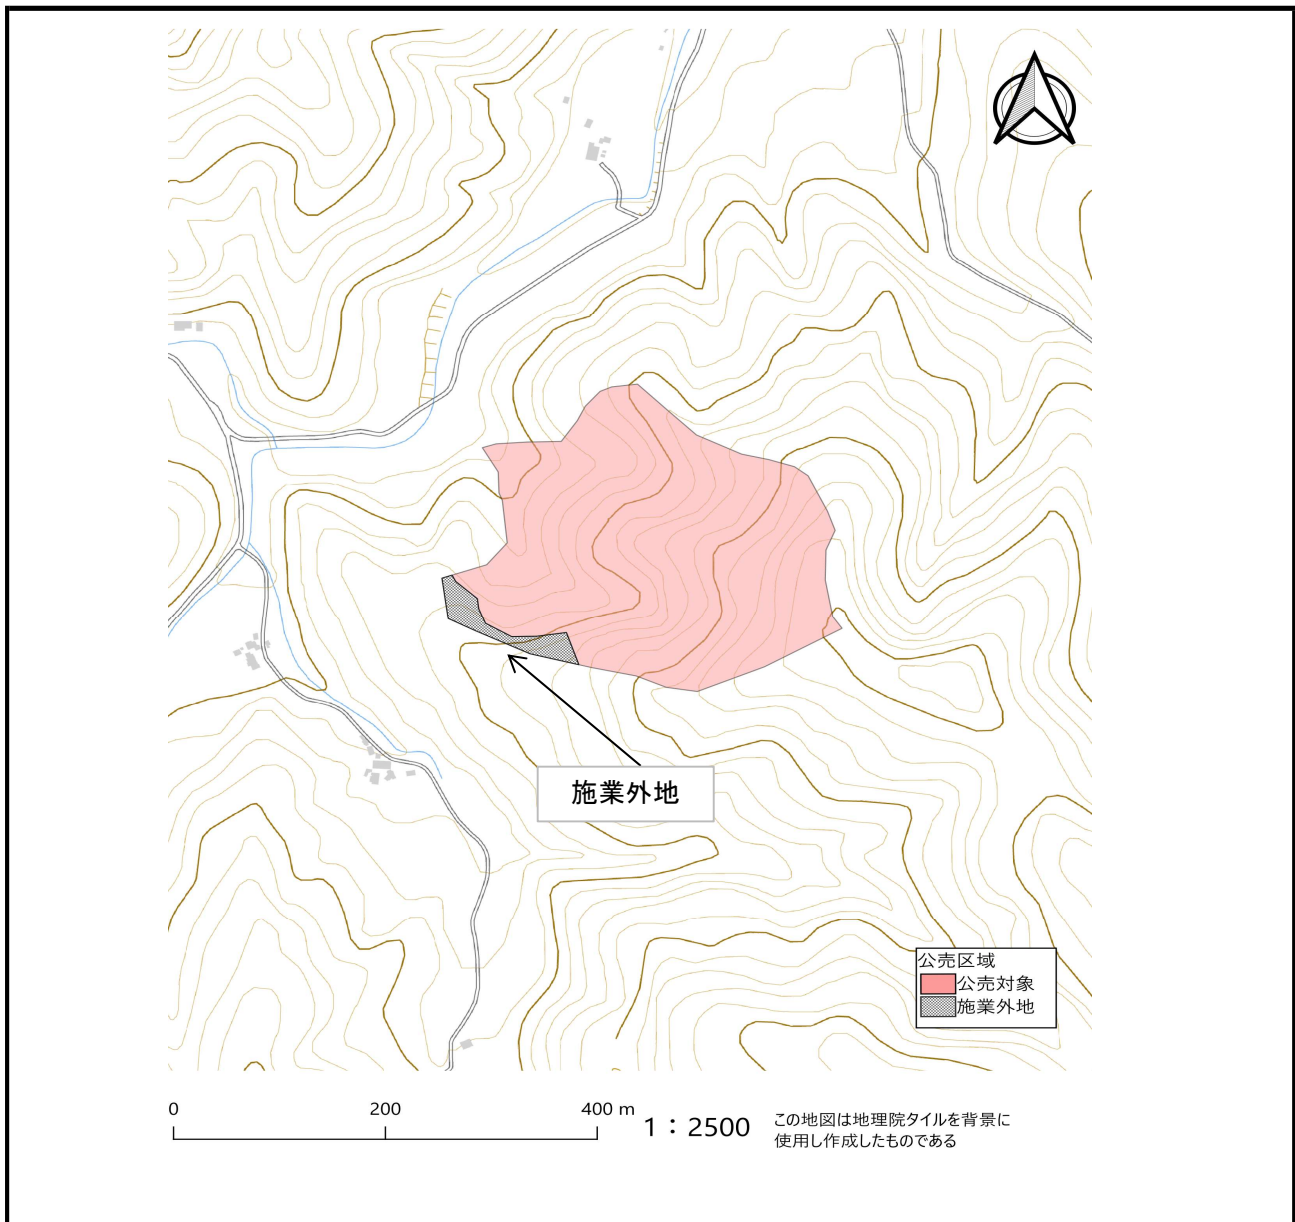 施業外地
公売区域
公売対象
施業外地
0 200 400 m
1：2500
この地図は地理院タイルを背景に
使用し作成したものである